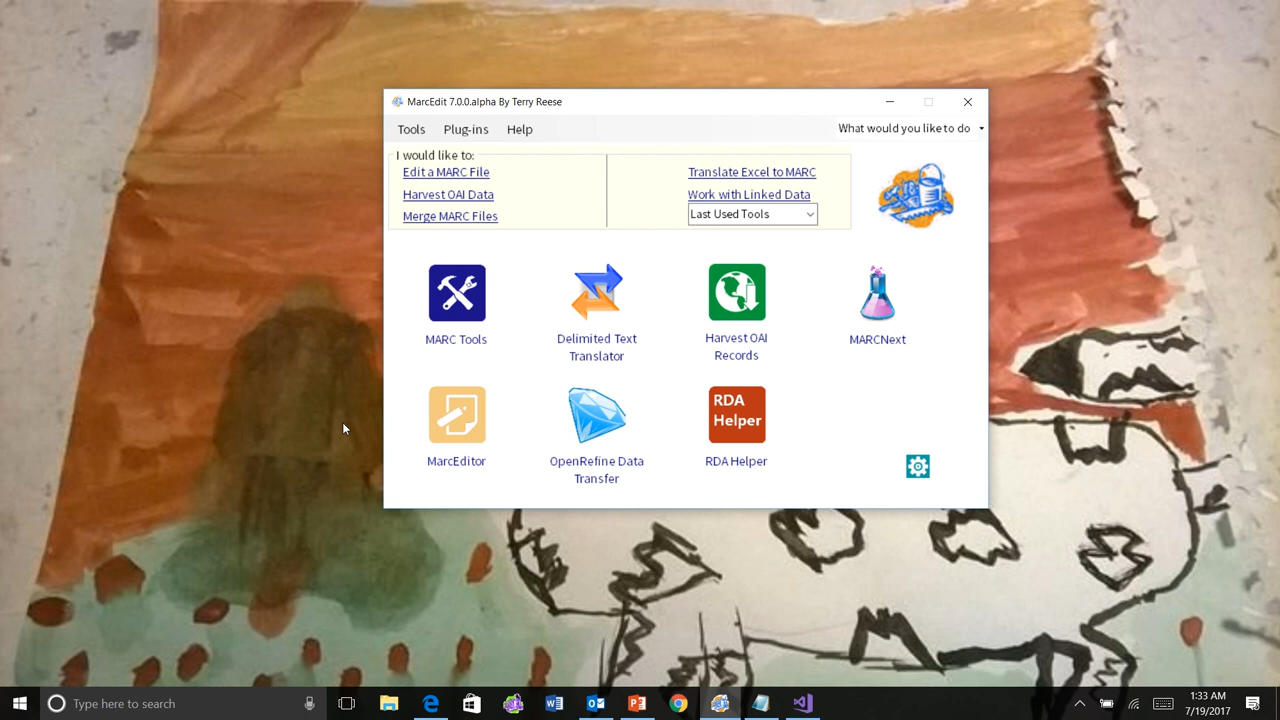 MarcEdit 7.0.0.alpha By Terry Reese
Tools Plug-ins Help What would you like to do
I would like to:
Edit a MARC File
Harvest OAI Data
Merge MARC Files
Translate Excel to MARC
Work with Linked Data
Last Used Tools
MARC Tools
Delimited Text
Translator
Harvest OAI
Records
MARCNext
MarcEditor
OpenRefine Data
Transfer
RDA
Helper
RDA Helper
Type here to search
1:33 AM
7/19/2017